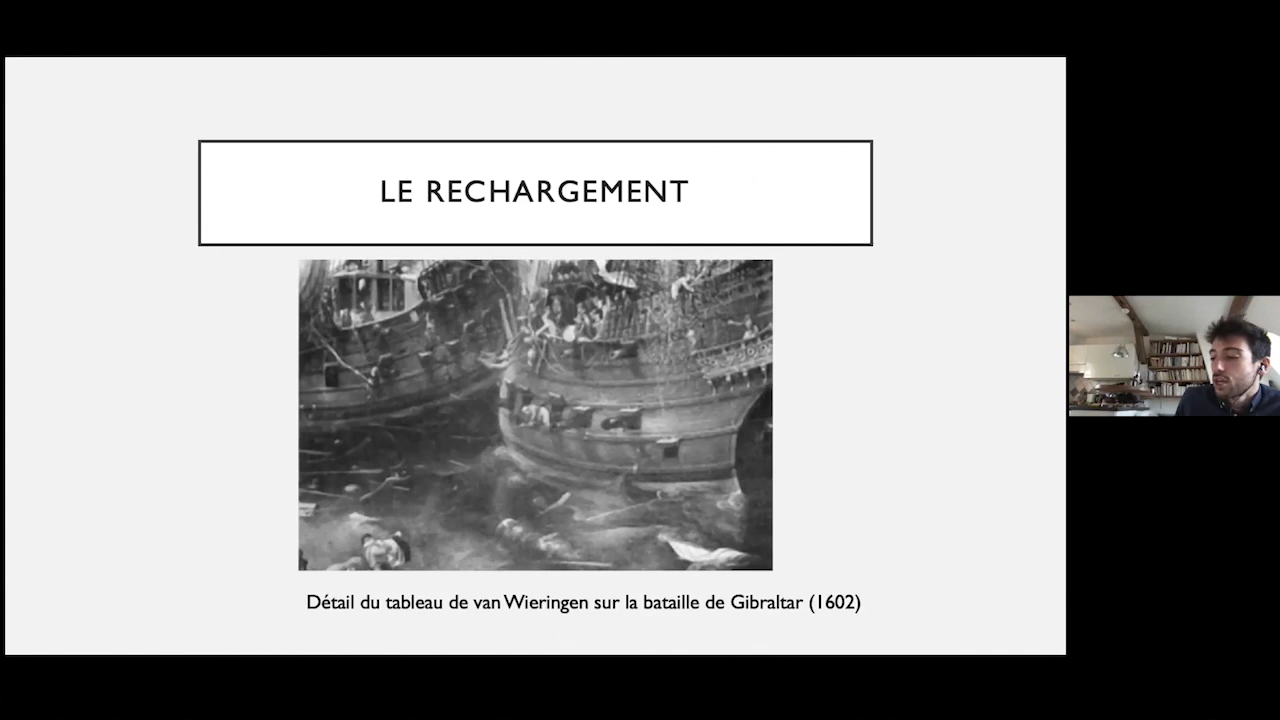 LE RECHARGEMENT
Détail du tableau de van Wieringen sur la bataille de Gibraltar (1602)